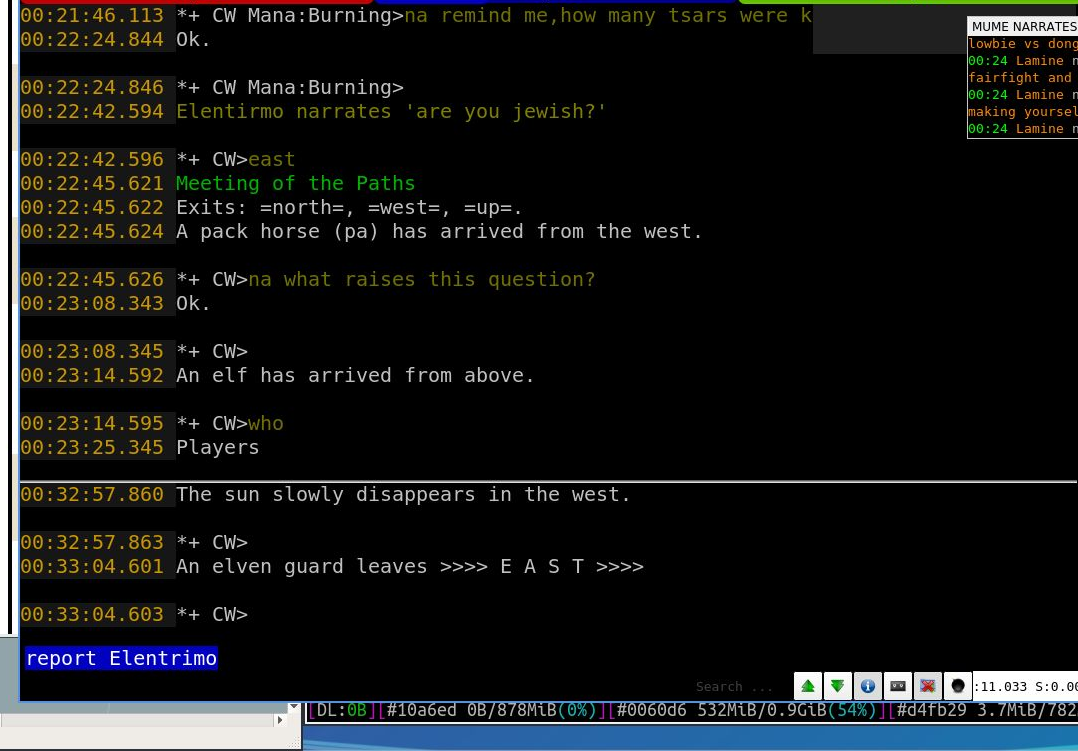 00:21:46.113 *+ CW Mana:Burning>na remind me,how many tsars were k
00:22:24.844 Ok.
00:22:24.846 *+ CW Mana:Burning>
00:22:42.594 Elentirmo narrates 'are you jewish?'
00:22:42.596 *+ CW>east
00:22:45.621 Meeting of the Paths
00:22:45.622 Exits: =north=, =west=, =up=.
00:22:45.624 A pack horse (pa) has arrived from the west.
00:22:45.626 *+ CW>na what raises this question?
00:23:08.343 Ok.
00:23:08.345 *+ CW>
00:23:14.592 An elf has arrived from above.
00:23:14.595 *+ CW>who
00:23:25.345 Players
00:32:57.860 The sun slowly disappears in the west.
00:32:57.863 *+ CW>
00:33:04.601 An elven guard leaves >>>> E A S T >>>>
00:33:04.603 *+ CW>
report Elentrimo
MUME NARRATES
lowbie vs dong
00:24 Lamine n
fairfight and
00:24 Lamine n
making yoursel
00:24 Lamine n
Search ...
:11.033 S:0.00
[DL:0B][#10a6ed 0B/878MiB(0%)][#0060d6 532MiB/0.9GiB(54%)][#d4fb29 3.7MiB/782